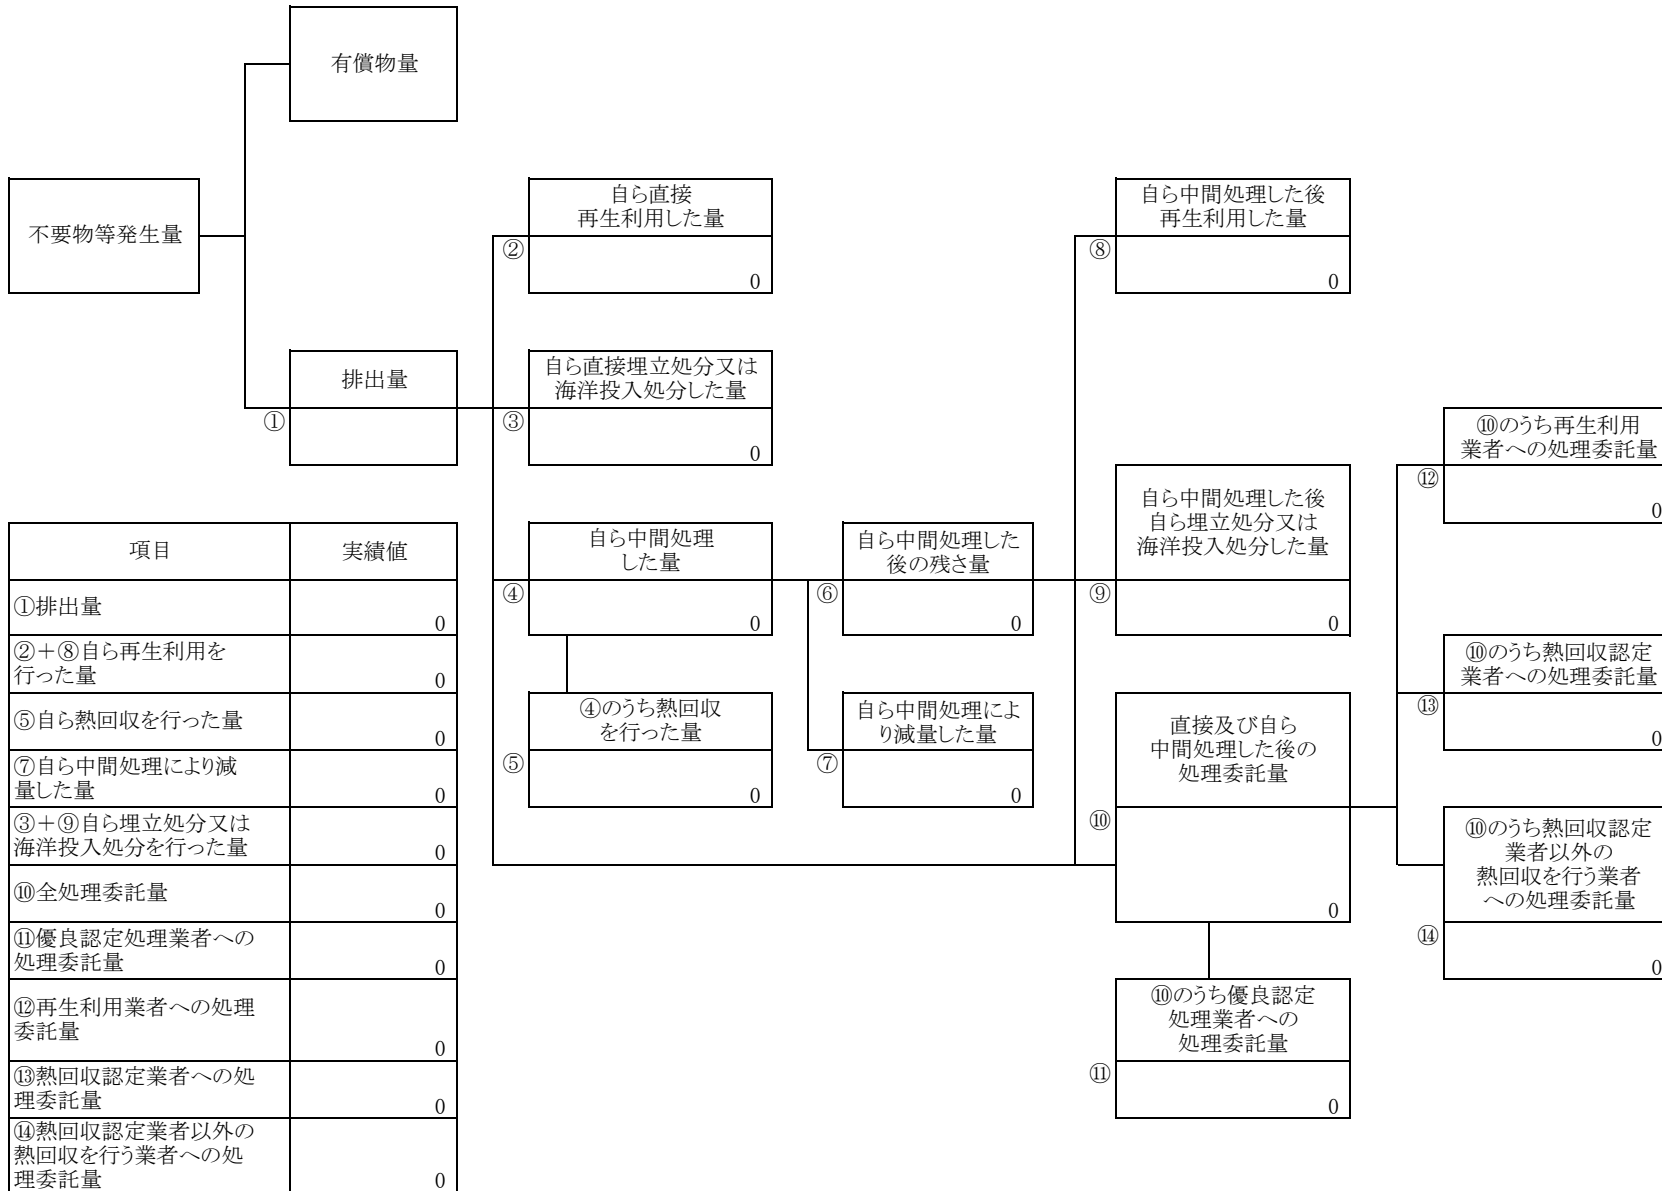 有償物量
不要物等発生量
自ら直接
再生利用した量
②
0
自ら中間処理した後
再生利用した量
⑧
0
排出量
①
自ら直接埋立処分又は
海洋投入処分した量
③
0
⑩のうち再生利用
業者への処理委託量
⑫
0
自ら中間処理した後
自ら埋立処分又は
海洋投入処分した量
⑨
0
自ら中間処理
した量
④
0
自ら中間処理した
後の残さ量
⑥
0
⑩のうち熱回収認定
業者への処理委託量
⑬
0
④のうち熱回収
を行った量
⑤
0
自ら中間処理によ
り減量した量
⑦
0
直接及び自ら
中間処理した後の
処理委託量
⑩
0
⑩のうち熱回収認定
業者以外の
熱回収を行う業者
への処理委託量
⑭
0
⑩のうち優良認定
処理業者への
処理委託量
⑪
0
項目 実績値
①排出量
0
②＋⑧自ら再生利用を
行った量
0
⑤自ら熱回収を行った量
0
⑦自ら中間処理により減
量した量
0
③＋⑨自ら埋立処分又は
海洋投入処分を行った量
0
⑩全処理委託量
0
⑪優良認定処理業者への
処理委託量
0
⑫再生利用業者への処理
委託量
0
⑬熱回収認定業者への処
理委託量
0
⑭熱回収認定業者以外の
熱回収を行う業者への処
理委託量
0